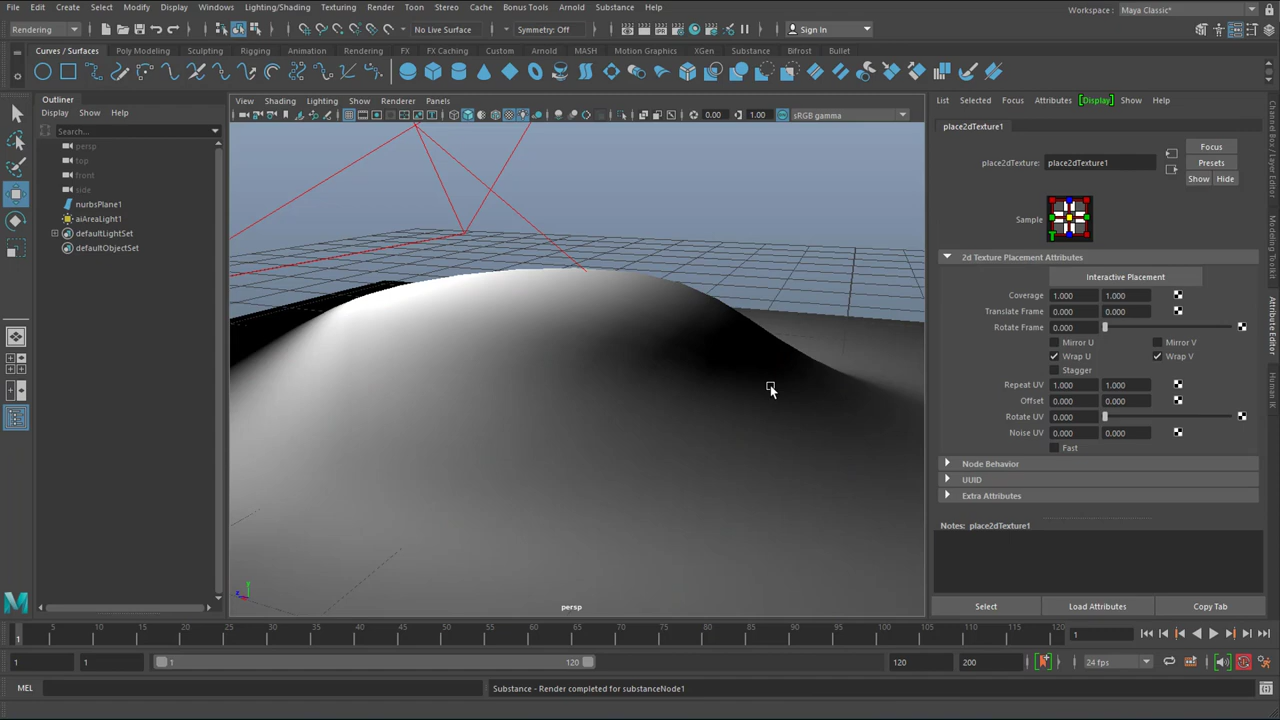 File Edit Create Select Modify Display Windows Lighting/Shading Texturing Render Toon Stereo Cache Bonus Tools Arnold Substance Help
Workspace : Maya Classic*
Rendering No Live Surface Symmetry: Off Sign In
Curves / Surfaces Poly Modeling Sculpting Rigging Animation Rendering FX FX Caching Custom Arnold MASH Motion Graphics XGen Substance Bifrost Bullet
Outliner
Display Show Help
Search...
persp
top
front
side
nurbsPlane1
aiAreaLight1
defaultLightSet
defaultObjectSet
View Shading Lighting Show Renderer Panels
0.00 1.00 sRGB gamma
persp
List Selected Focus Attributes Display Show Help
place2dTexture1
Focus
place2dTexture: place2dTexture1 Presets
Show Hide
Sample
2d Texture Placement Attributes
Interactive Placement
Coverage 1.000 1.000
Translate Frame 0.000 0.000
Rotate Frame 0.000
Mirror U Mirror V
Wrap U Wrap V
Stagger
Repeat UV 1.000 1.000
Offset 0.000 0.000
Rotate UV 0.000
Noise UV 0.000 0.000
Fast
Node Behavior
UUID
Extra Attributes
Notes: place2dTexture1
Select Load Attributes Copy Tab
Channel Box / Layer Editor
Modeling Toolkit
Attribute Editor
Human IK
1 5 10 15 20 25 30 35 40 45 50 55 60 65 70 75 80 85 90 95 100 105 110 115 120 1
1 1 1 120 120 200 24 fps
MEL Substance - Render completed for substanceNode1